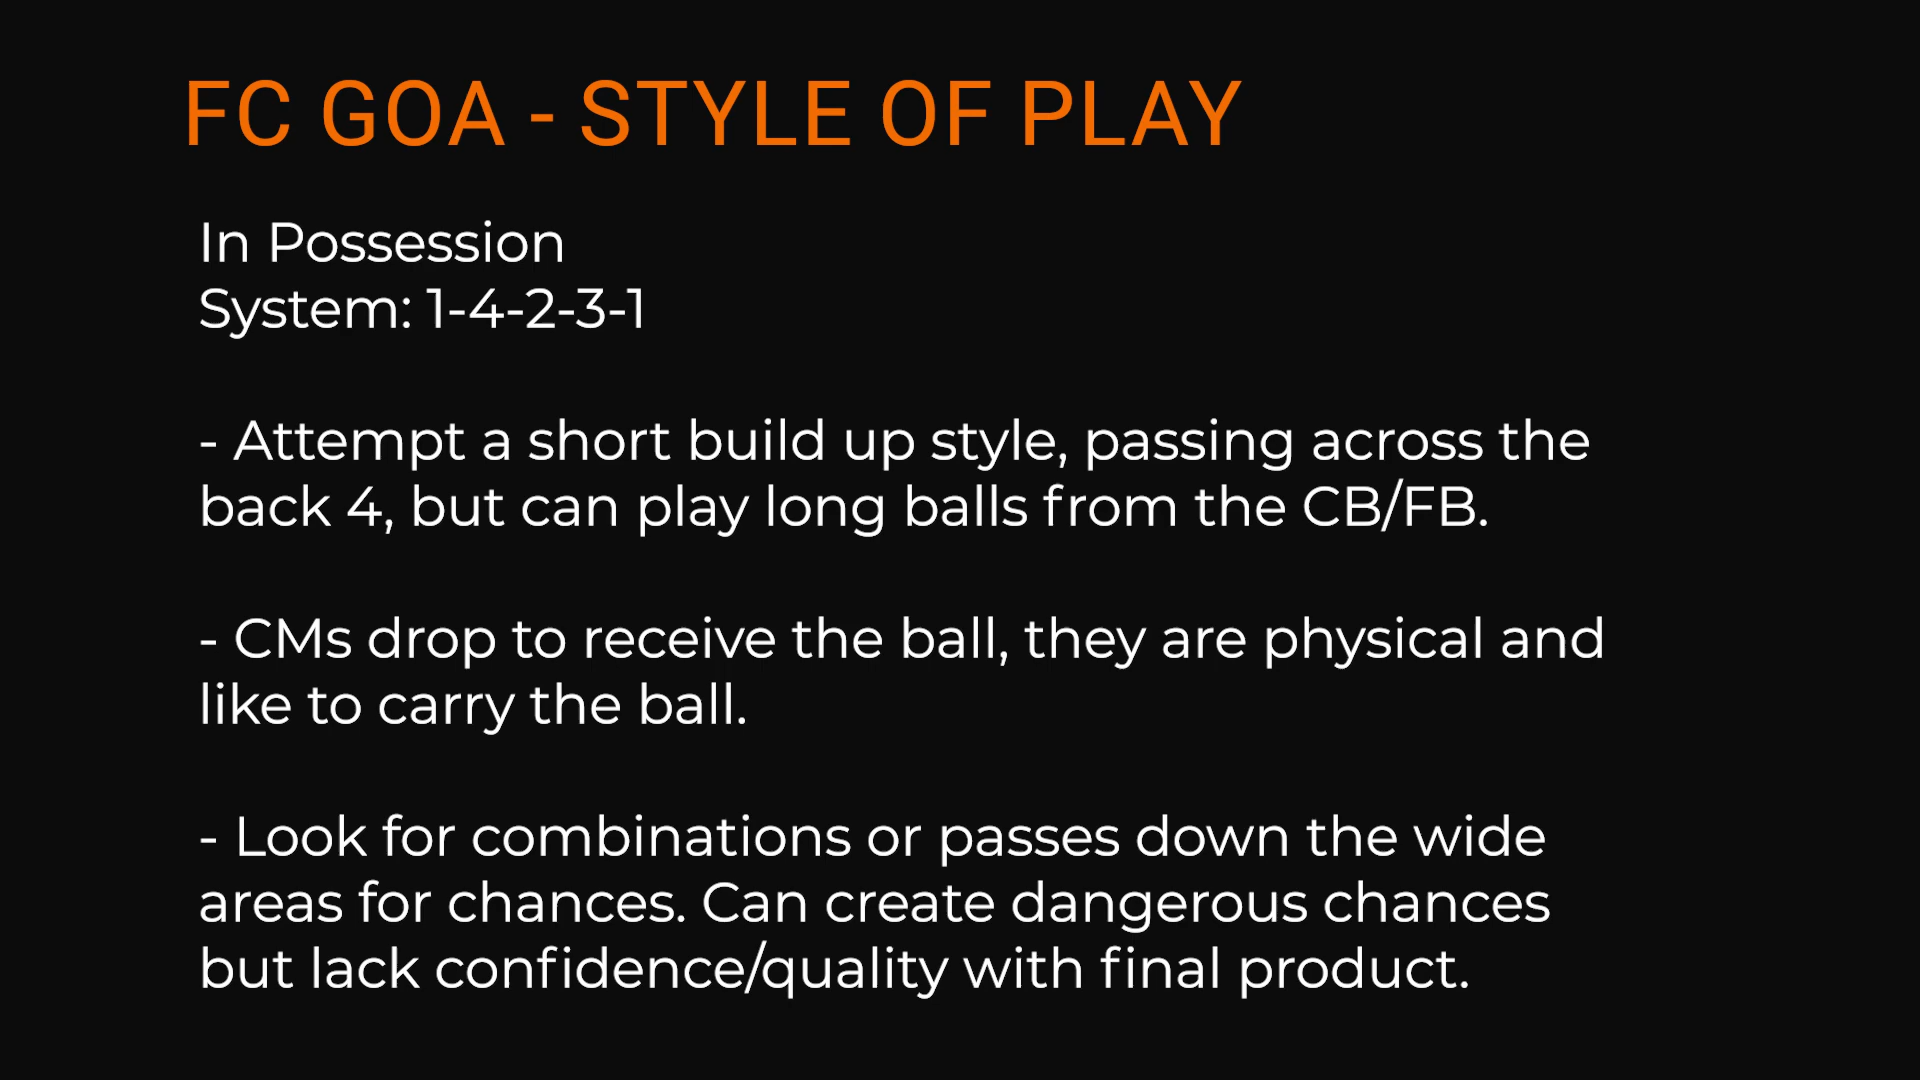 FC GOA - STYLE OF PLAY
In Possession
System: 1-4-2-3-1
- Attempt a short build up style, passing across the
back 4, but can play long balls from the CB/FB.
- CMs drop to receive the ball, they are physical and
like to carry the ball.
- Look for combinations or passes down the wide
areas for chances. Can create dangerous chances
but lack confidence/quality with final product.